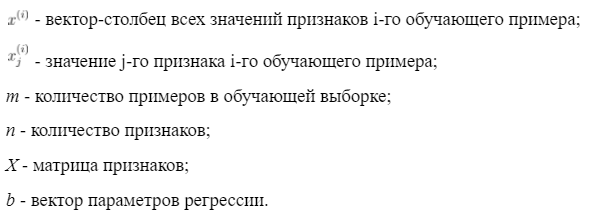 x^(i) - вектор-столбец всех значений признаков i-го обучающего примера;
x_j^(i) - значение j-го признака i-го обучающего примера;
m - количество примеров в обучающей выборке;
n - количество признаков;
X - матрица признаков;
b - вектор параметров регрессии.